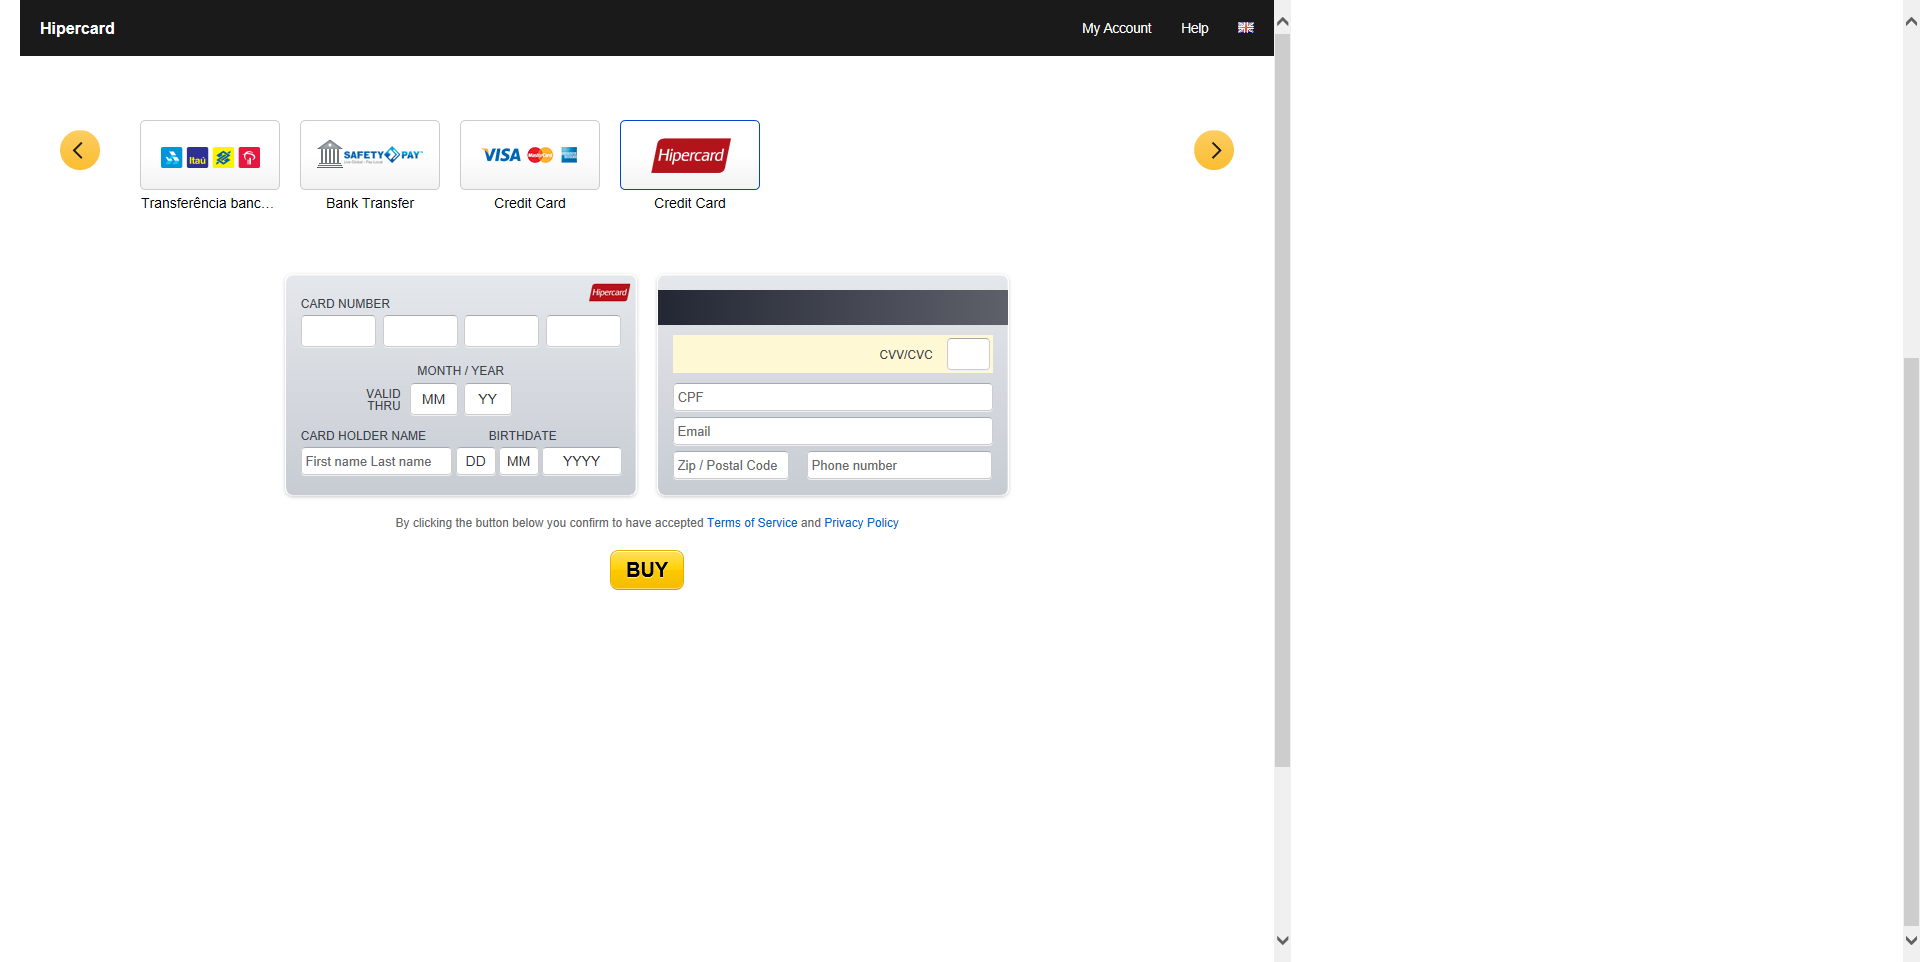 Hipercard
My Account Help
Itaú SAFETY PAY VISA MasterCard Hipercard
Transferência banc... Bank Transfer Credit Card Credit Card
Hipercard
CARD NUMBER
CVV/CVC
MONTH / YEAR
VALID THRU MM YY
CPF
Email
CARD HOLDER NAME BIRTHDATE
First name Last name DD MM YYYY
Zip / Postal Code Phone number
By clicking the button below you confirm to have accepted Terms of Service and Privacy Policy
BUY